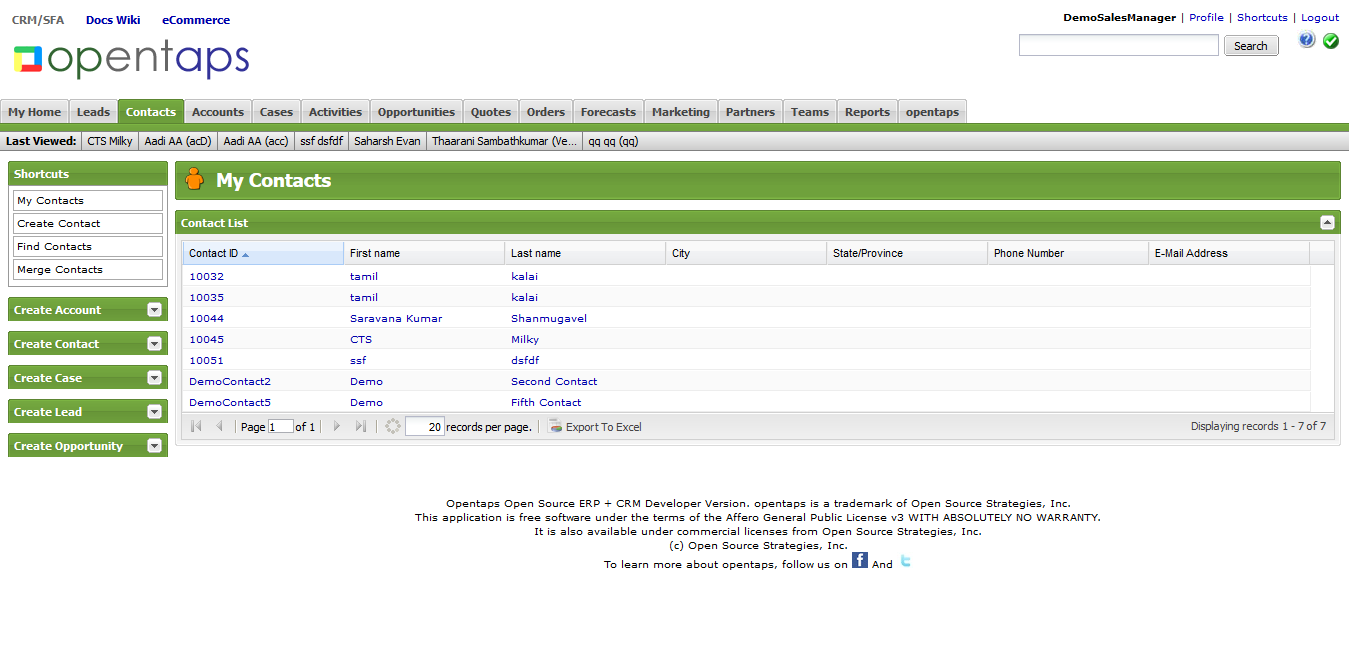 CRM/SFA Docs Wiki eCommerce
DemoSalesManager | Profile | Shortcuts | Logout
opentaps
Search
My Home Leads Contacts Accounts Cases Activities Opportunities Quotes Orders Forecasts Marketing Partners Teams Reports opentaps
Last Viewed: CTS Milky Aadi AA (acD) Aadi AA (acc) ssf dsfdf Saharsh Evan Thaarani Sambathkumar (Ve... qq qq (qq)
Shortcuts
My Contacts
Create Contact
Find Contacts
Merge Contacts
Create Account
Create Contact
Create Case
Create Lead
Create Opportunity
My Contacts
Contact List
Contact ID First name Last name City State/Province Phone Number E-Mail Address
10032 tamil kalai
10035 tamil kalai
10044 Saravana Kumar Shanmugavel
10045 CTS Milky
10051 ssf dsfdf
DemoContact2 Demo Second Contact
DemoContact5 Demo Fifth Contact
Page 1 of 1 20 records per page. Export To Excel Displaying records 1 - 7 of 7
Opentaps Open Source ERP + CRM Developer Version. opentaps is a trademark of Open Source Strategies, Inc.
This application is free software under the terms of the Affero General Public License v3 WITH ABSOLUTELY NO WARRANTY.
It is also available under commercial licenses from Open Source Strategies, Inc.
(c) Open Source Strategies, Inc.
To learn more about opentaps, follow us on f And t